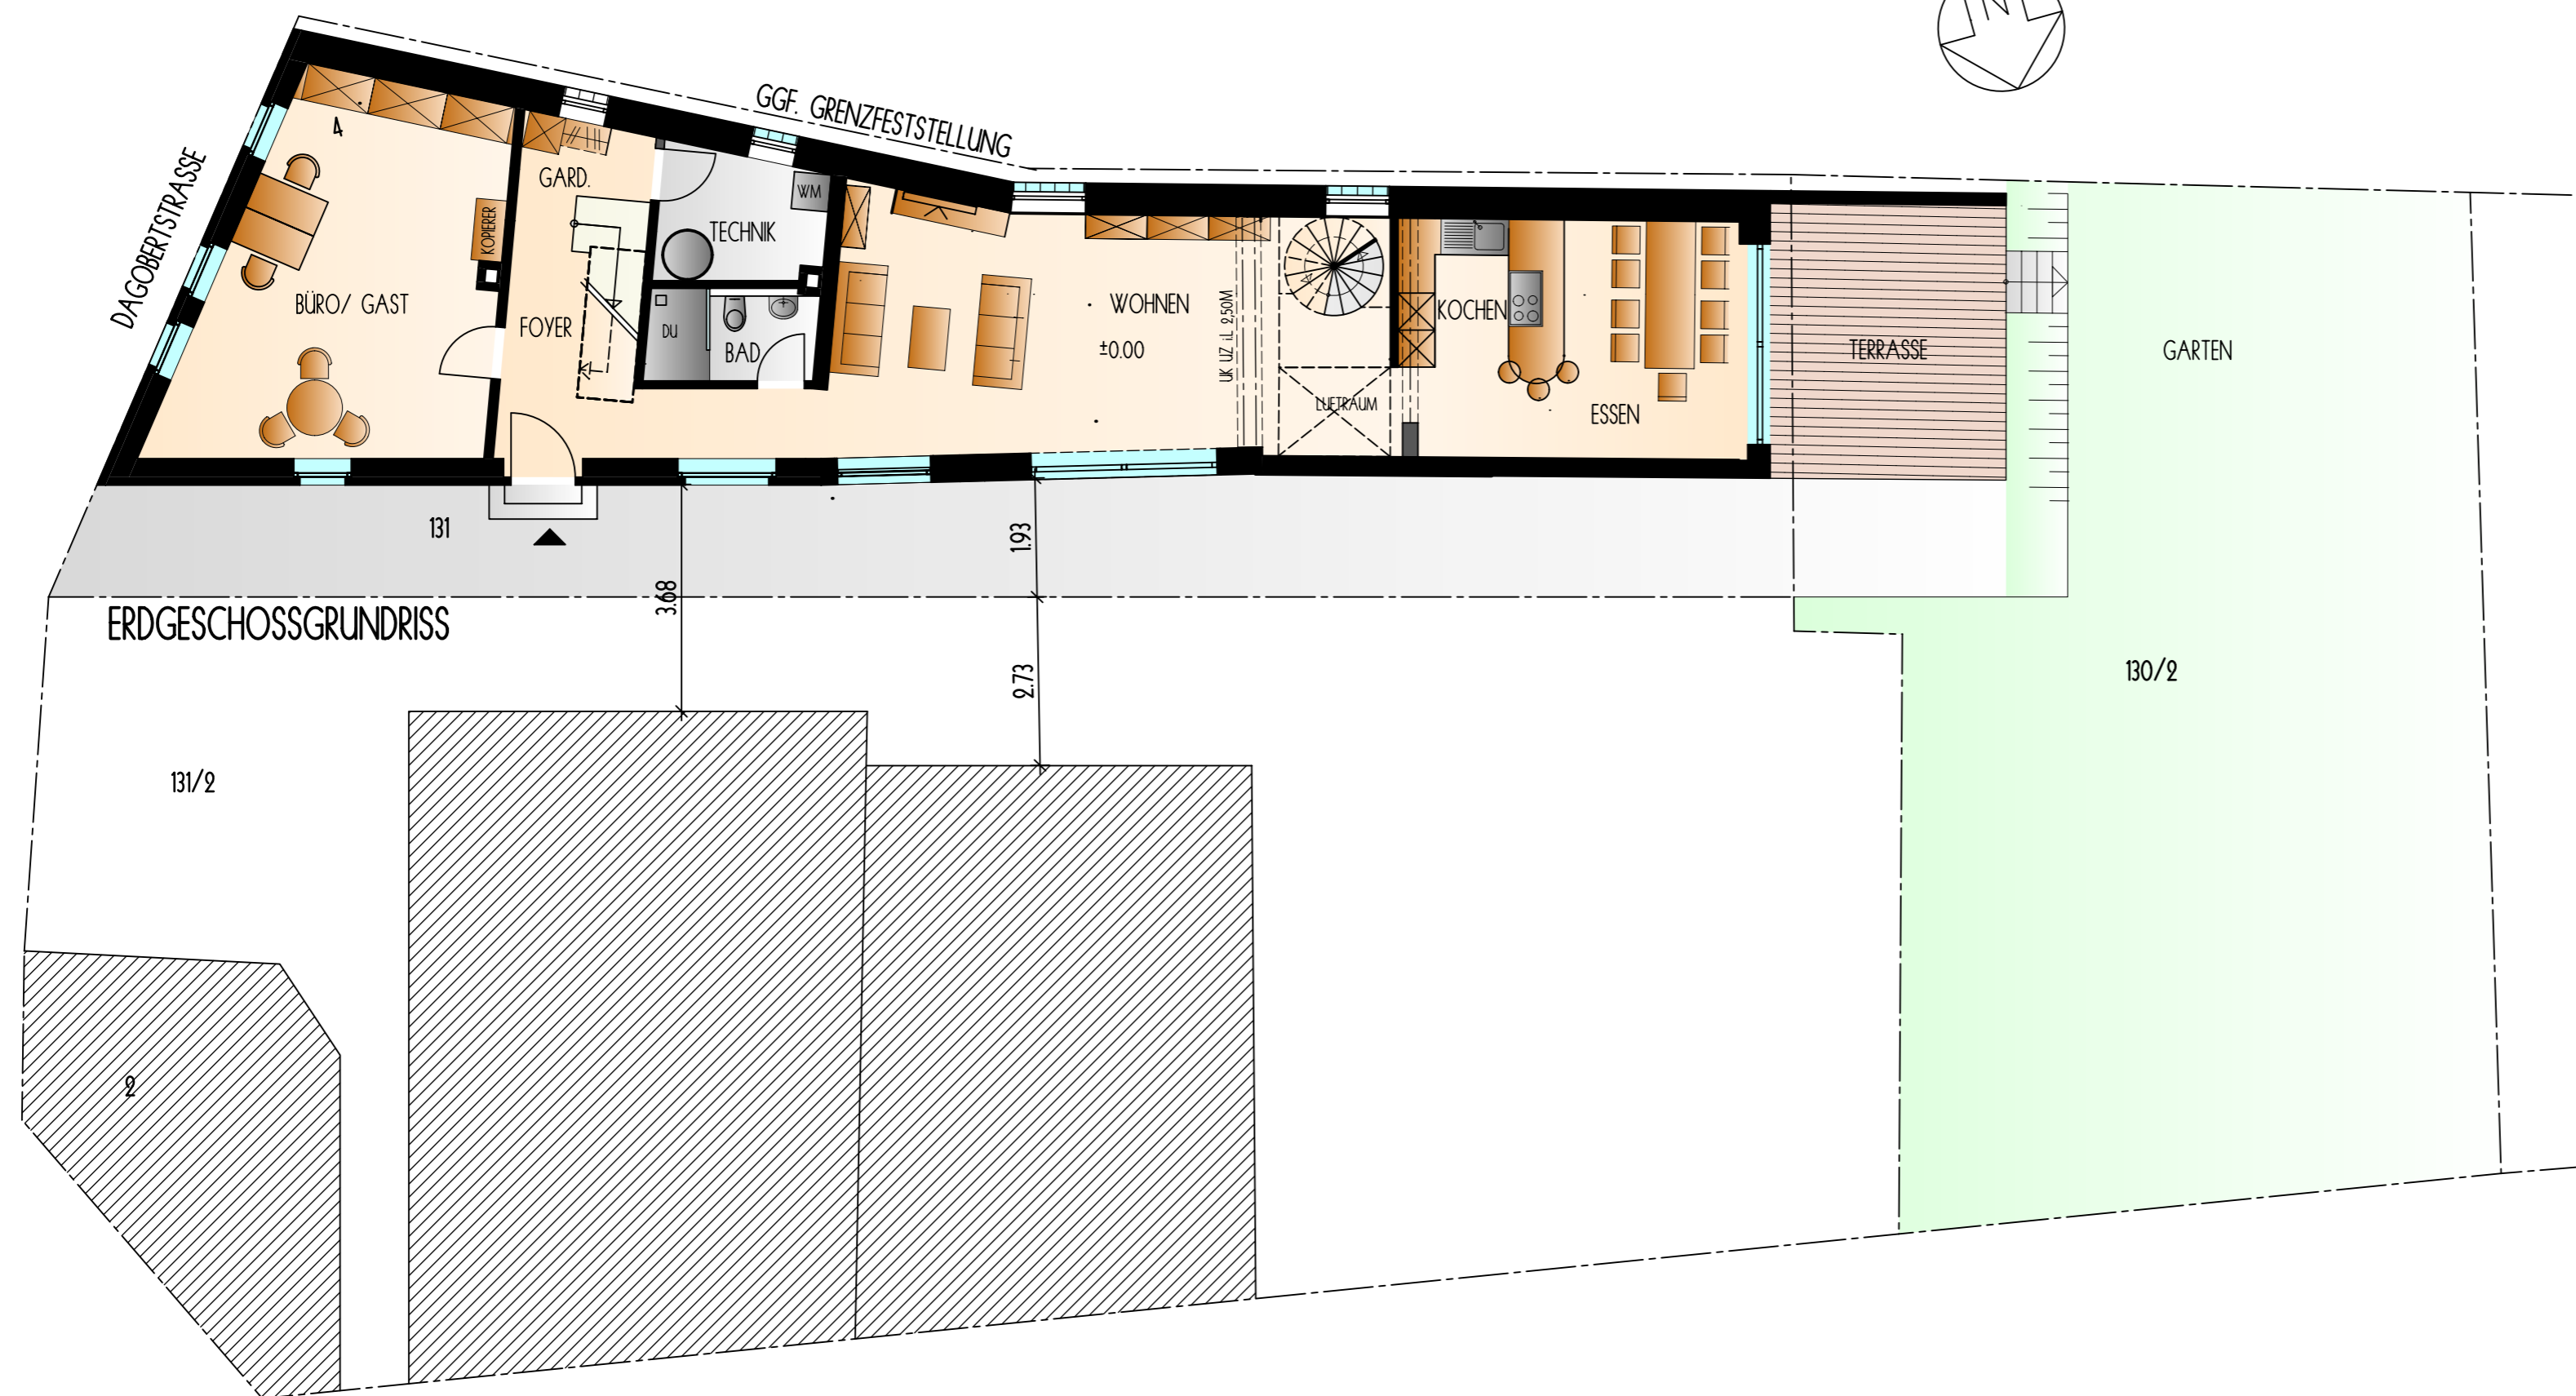 N
GGF. GRENZFESTSTELLUNG
DAGOBERTSTRASSE
4
GARD.
WM
KOPIERER
TECHNIK
BÜRO/ GAST
FOYER
DU
BAD
WOHNEN
±0.00
UK UZ i.L 2,50M
KOCHEN
LUFTRAUM
ESSEN
TERRASSE
GARTEN
131
1.93
3.68
ERDGESCHOSSGRUNDRISS
2.73
130/2
131/2
2